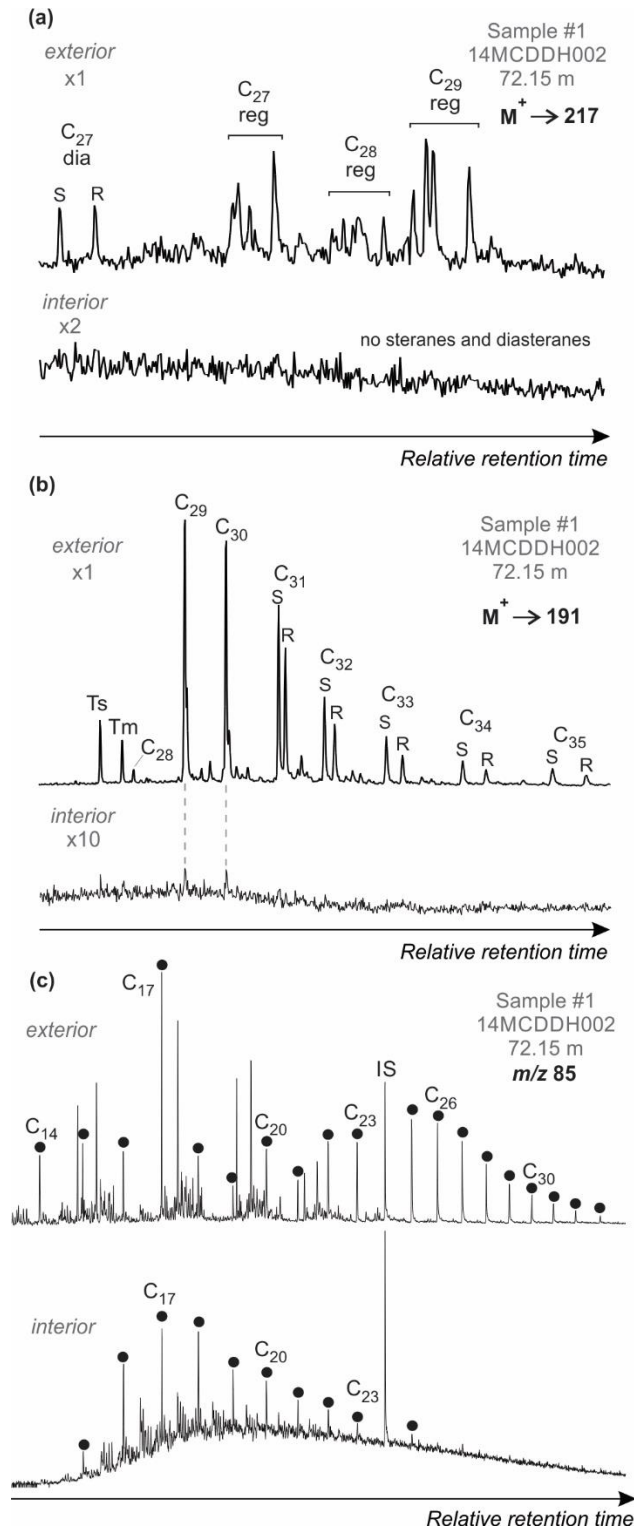 (a)
exterior
x1
Sample #1
14MCDDH002
72.15 m
M⁺ → 217
C₂₇
dia
S R
C₂₇
reg
C₂₈
reg
C₂₉
reg
interior
x2
no steranes and diasteranes
Relative retention time
(b)
exterior
x1
Sample #1
14MCDDH002
72.15 m
M⁺ → 191
Ts
Tm
C₂₈
C₂₉
C₃₀
C₃₁
S R
C₃₂
S R
C₃₃
S R
C₃₄
S R
C₃₅
S R
interior
x10
Relative retention time
(c)
exterior
Sample #1
14MCDDH002
72.15 m
m/z 85
C₁₄
C₁₇
C₂₀
C₂₃
IS
C₂₆
C₃₀
interior
C₁₇
C₂₀
C₂₃
Relative retention time